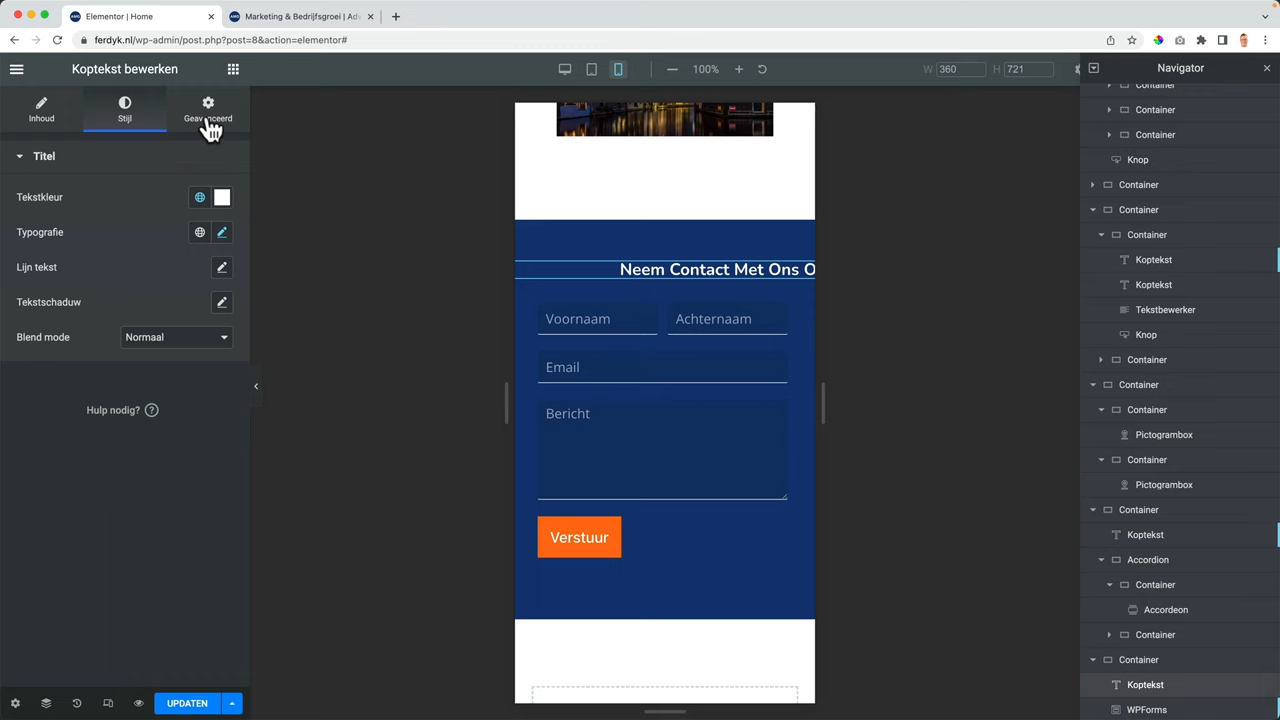 Elementor | Home
Marketing & Bedrijfsgroei | Adv
ferdyk.nl/wp-admin/post.php?post=8&action=elementor#
Koptekst bewerken
100%
W 360
H 721
Navigator
Inhoud
Stijl
Geavanceerd
Titel
Tekstkleur
Typografie
Lijn tekst
Tekstschaduw
Blend mode
Normaal
Hulp nodig?
UPDATEN
Neem Contact Met Ons O
Voornaam
Achternaam
Email
Bericht
Verstuur
Container
Container
Container
Knop
Container
Container
Container
Koptekst
Koptekst
Tekstbewerker
Knop
Container
Container
Container
Pictogrambox
Container
Pictogrambox
Container
Koptekst
Accordion
Container
Accordeon
Container
Container
Koptekst
WPForms